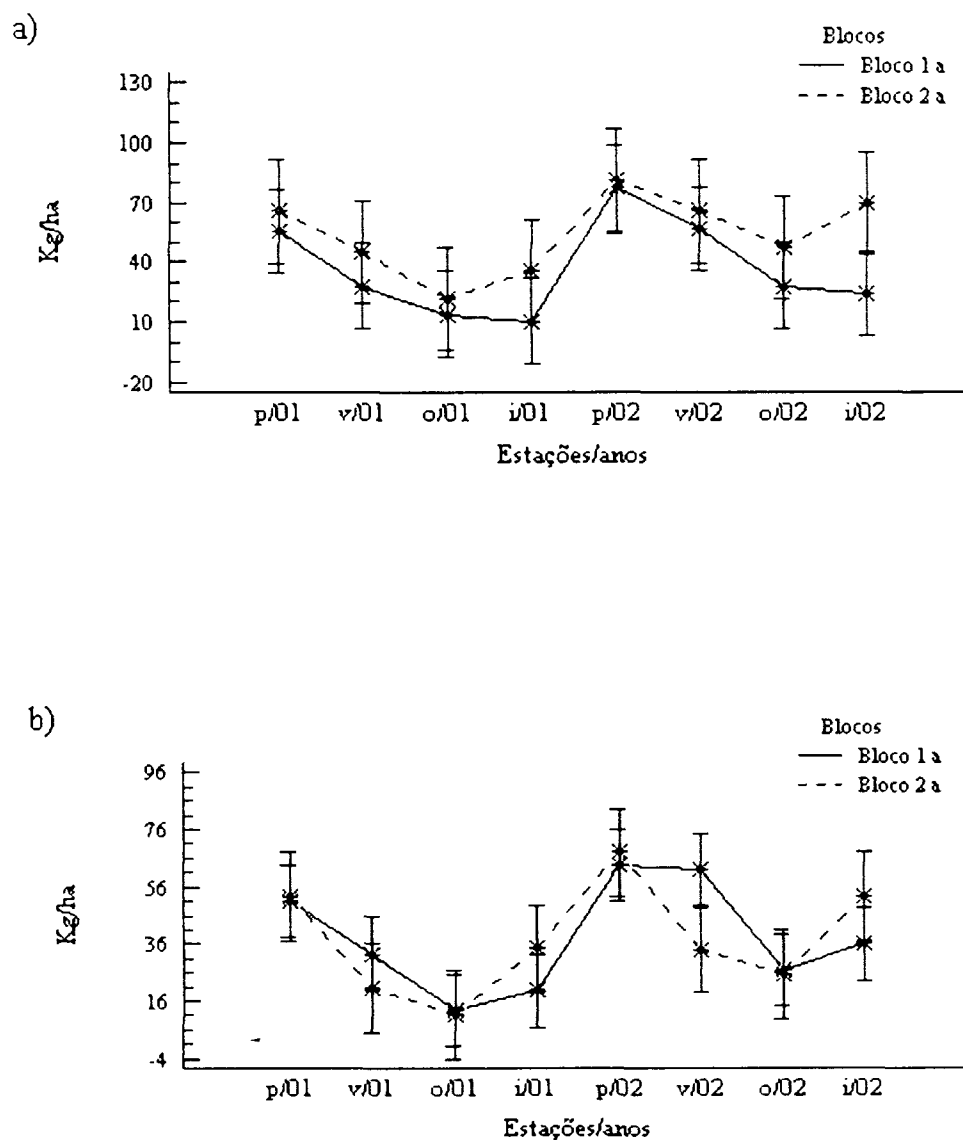 a)
Blocos
Bloco 1 a
Bloco 2 a
130
100
70
40
10
-20
Kg/ha
p/01 v/01 o/01 i/01 p/02 v/02 o/02 i/02
Estações/anos
b)
Blocos
Bloco 1 a
Bloco 2 a
96
76
56
36
16
-4
Kg/ha
p/01 v/01 o/01 i/01 p/02 v/02 o/02 i/02
Estações/anos